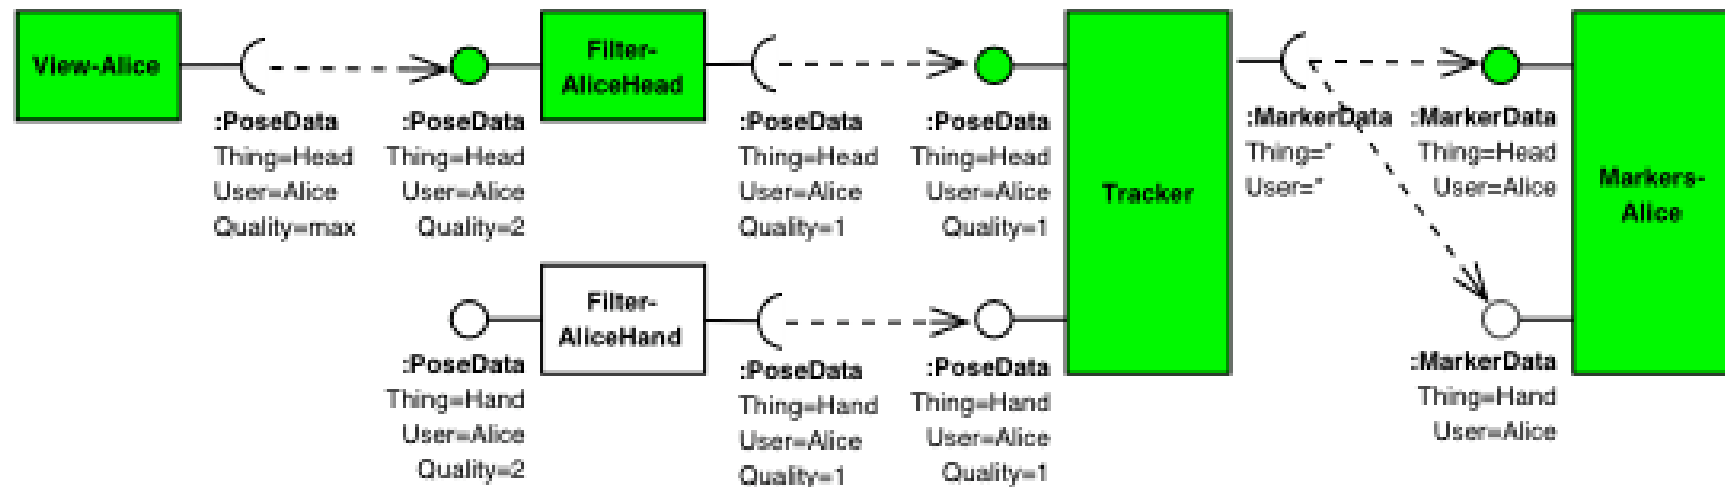 View-Alice
:PoseData
Thing=Head
User=Alice
Quality=max
:PoseData
Thing=Head
User=Alice
Quality=2
Filter-
AliceHead
:PoseData
Thing=Head
User=Alice
Quality=1
:PoseData
Thing=Head
User=Alice
Quality=1
Tracker
:MarkerData
Thing=*
User=*
:MarkerData
Thing=Head
User=Alice
Markers-
Alice
:PoseData
Thing=Hand
User=Alice
Quality=2
Filter-
AliceHand
:PoseData
Thing=Hand
User=Alice
Quality=1
:PoseData
Thing=Hand
User=Alice
Quality=1
:MarkerData
Thing=Hand
User=Alice